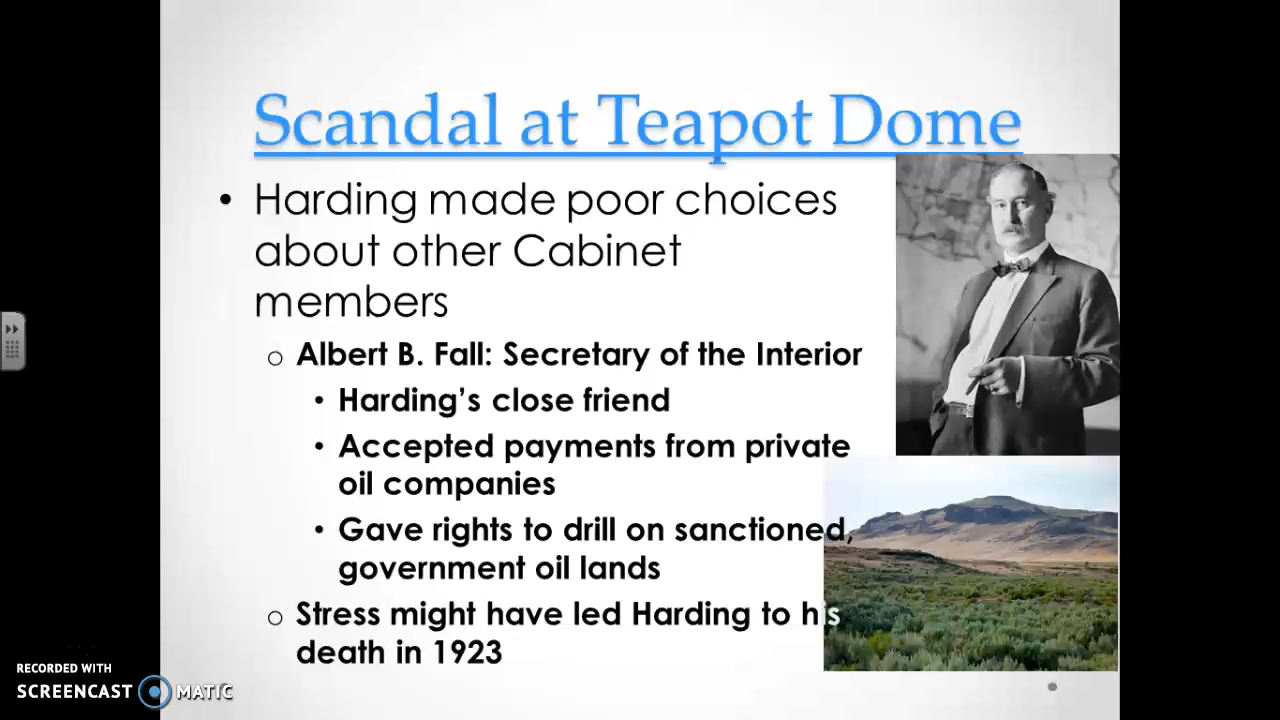 Scandal at Teapot Dome
• Harding made poor choices
about other Cabinet
members
o Albert B. Fall: Secretary of the Interior
• Harding’s close friend
• Accepted payments from private
oil companies
• Gave rights to drill on sanctioned,
government oil lands
o Stress might have led Harding to his
death in 1923
RECORDED WITH
SCREENCAST MATIC